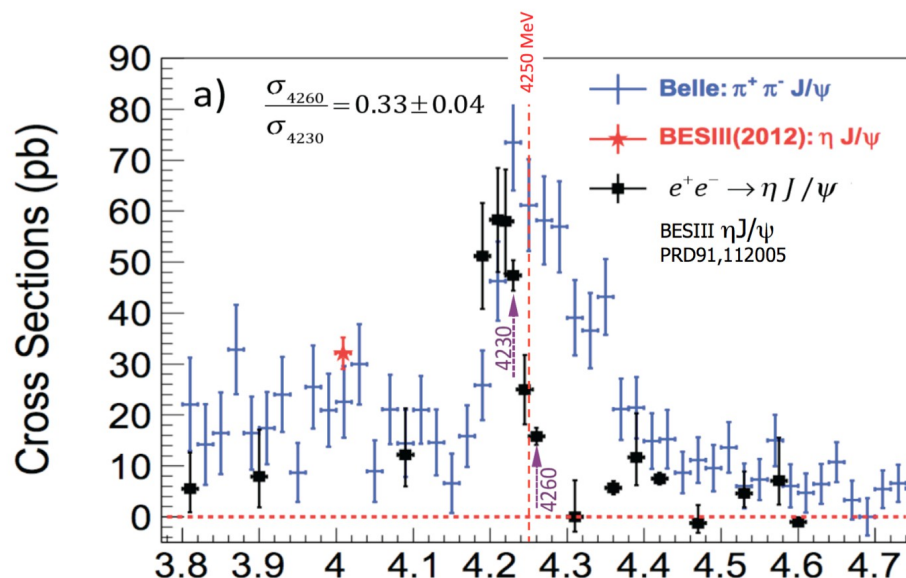 4250 MeV
90
80
70
60
50
40
30
20
10
0
Cross Sections (pb)
a) σ4260/σ4230 = 0.33 ± 0.04
Belle: π+ π- J/ψ
BESIII(2012): η J/ψ
e+e- → η J/ψ
BESIII ηJ/ψ
PRD91,112005
4230
4260
3.8 3.9 4 4.1 4.2 4.3 4.4 4.5 4.6 4.7